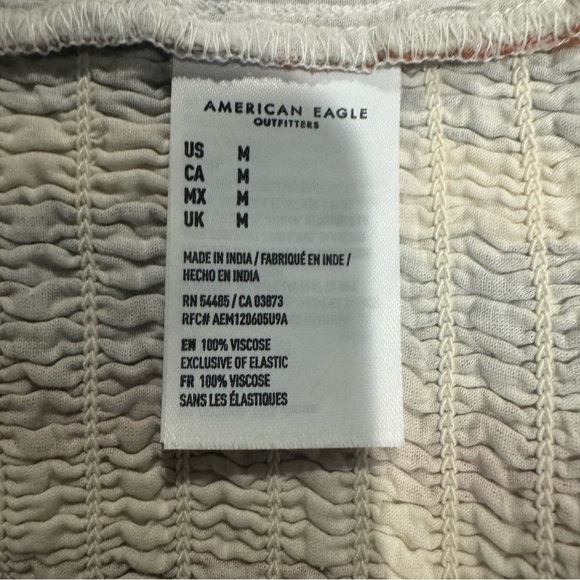 AMERICAN EAGLE
OUTFITTERS
US M
CA M
MX M
UK M
MADE IN INDIA / FABRIQUÉ EN INDE /
HECHO EN INDIA
RN 54485 / CA 03873
RFC# AEM120605U9A
EN 100% VISCOSE
EXCLUSIVE OF ELASTIC
FR 100% VISCOSE
SANS LES ÉLASTIQUES